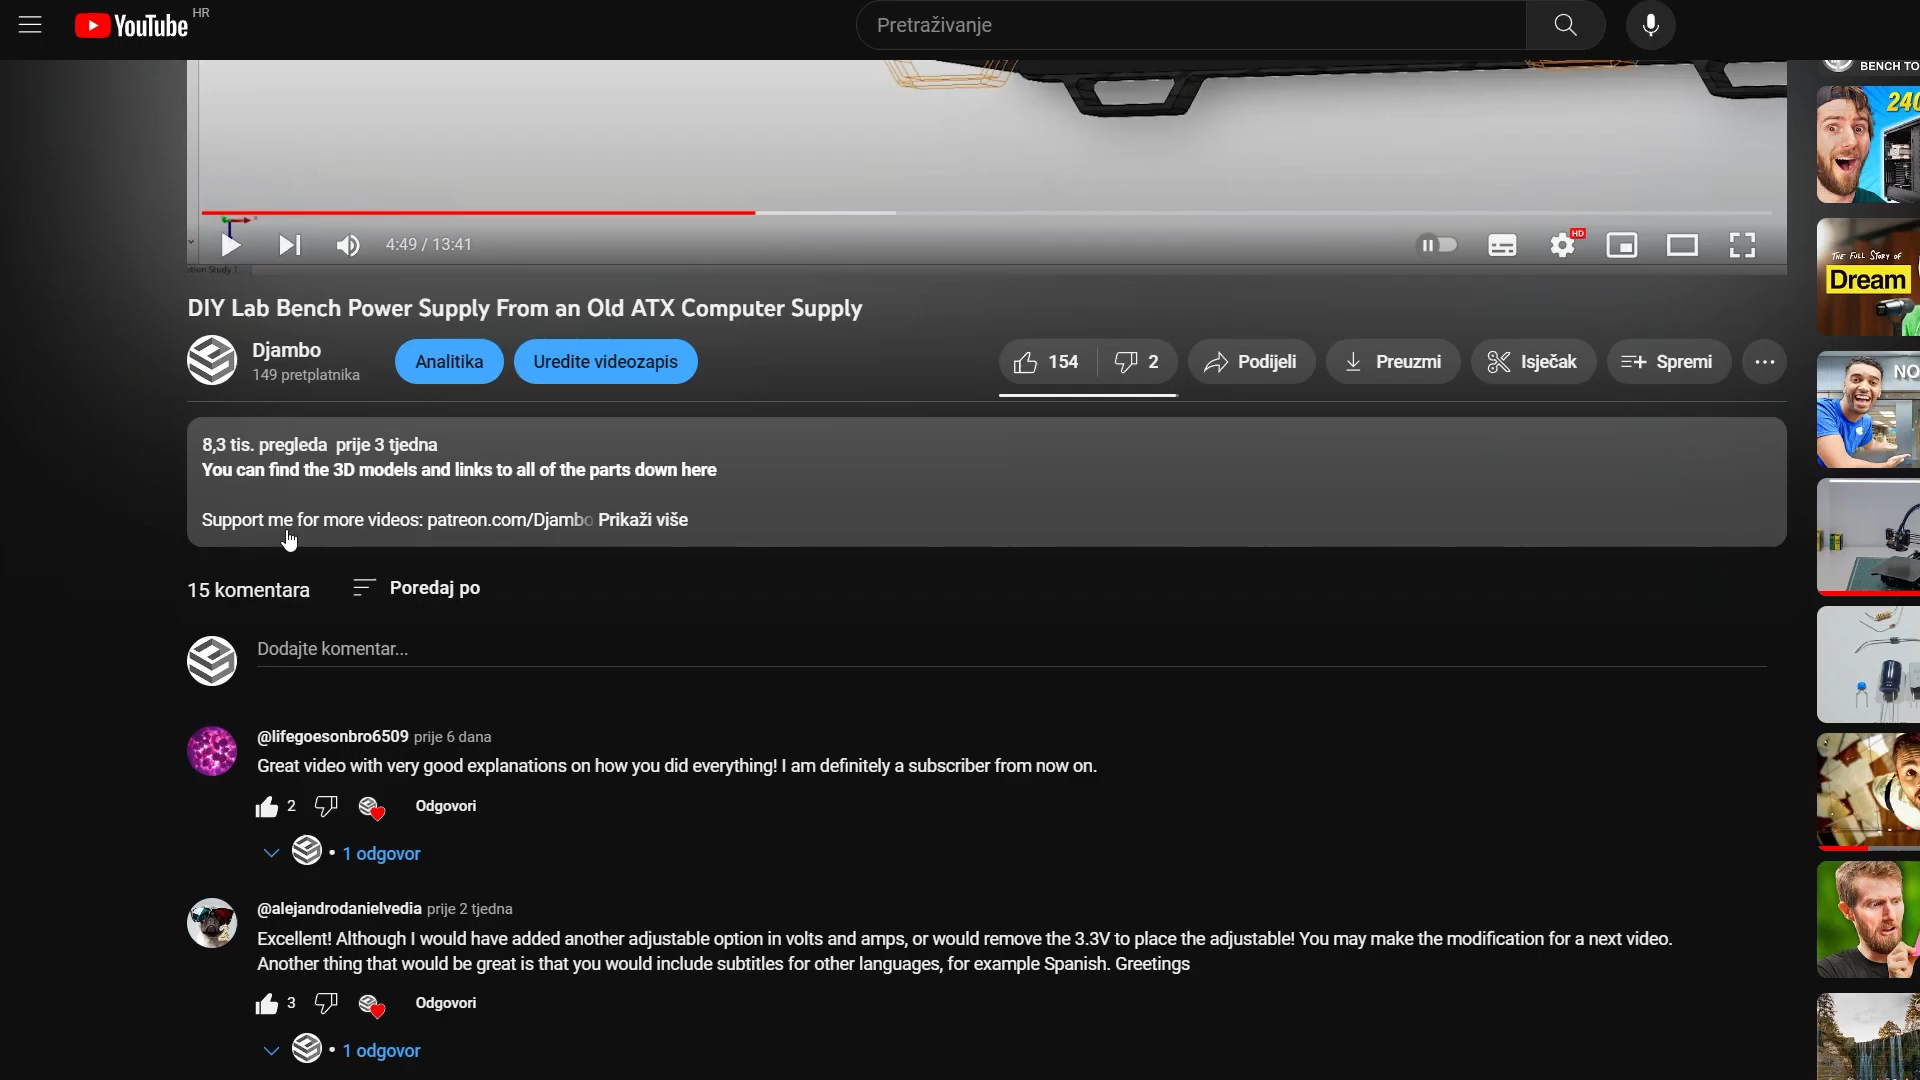 YouTube HR
Pretraživanje
BENCH TO
240
4:49 / 13:41
HD
THE FULL STORY OF
Dream
DIY Lab Bench Power Supply From an Old ATX Computer Supply
Djambo
149 pretplatnika
Analitika
Uredite videozapis
154
2
Podijeli
Preuzmi
Isječak
Spremi
NO
8,3 tis. pregleda prije 3 tjedna
You can find the 3D models and links to all of the parts down here
Support me for more videos: patreon.com/Djambo Prikaži više
15 komentara
Poredaj po
Dodajte komentar...
@lifegoesonbro6509 prije 6 dana
Great video with very good explanations on how you did everything! I am definitely a subscriber from now on.
2
Odgovori
• 1 odgovor
@alejandrodanielvedia prije 2 tjedna
Excellent! Although I would have added another adjustable option in volts and amps, or would remove the 3.3V to place the adjustable! You may make the modification for a next video.
Another thing that would be great is that you would include subtitles for other languages, for example Spanish. Greetings
3
Odgovori
• 1 odgovor